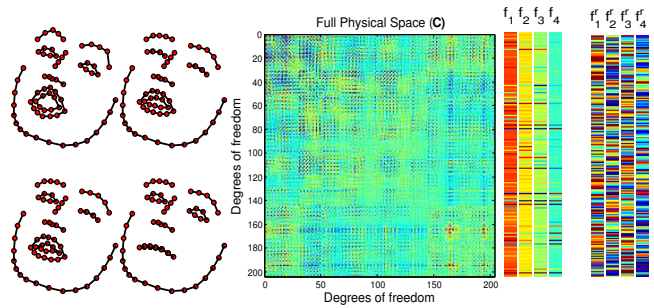 Full Physical Space (C)
f1 f2 f3 f4
fr1 fr2 fr3 fr4
Degrees of freedom
0
20
40
60
80
100
120
140
160
180
200
0 50 100 150 200
Degrees of freedom